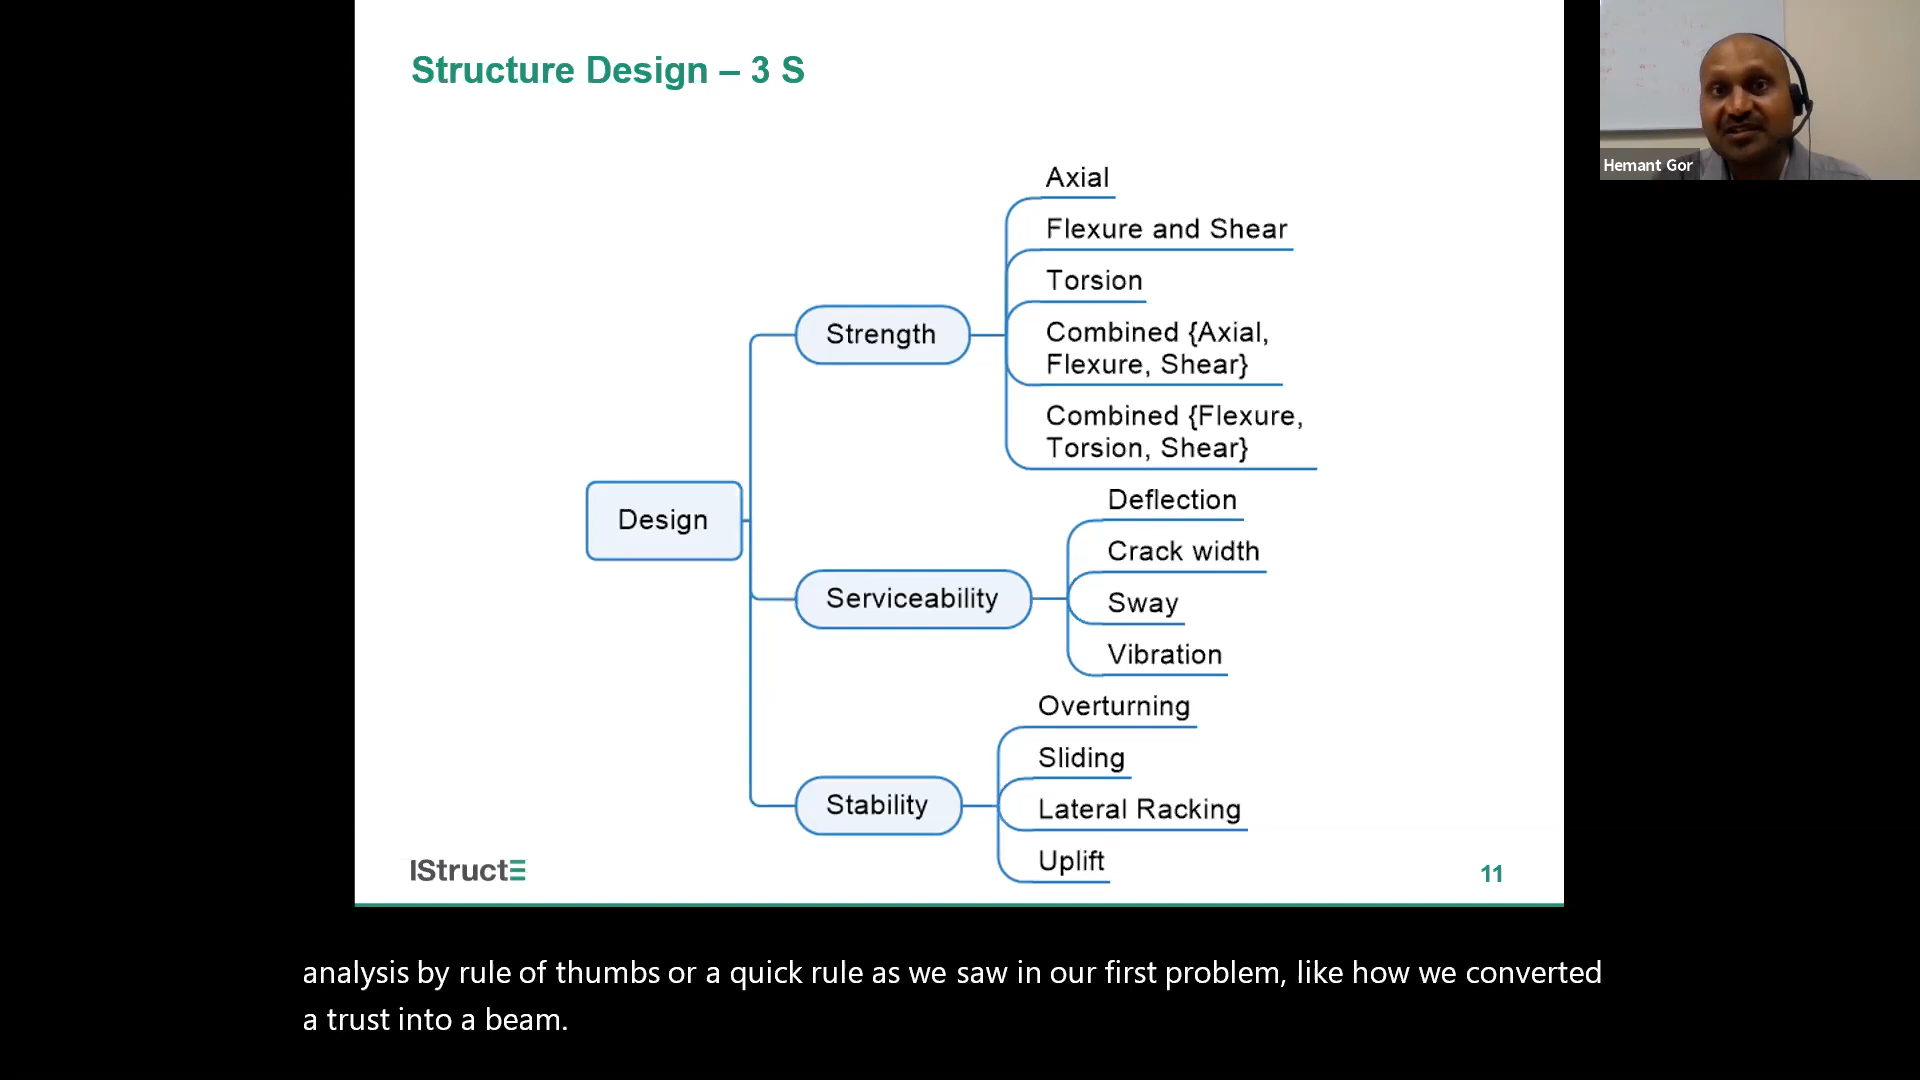 Structure Design – 3 S
Axial
Flexure and Shear
Torsion
Combined {Axial,
Flexure, Shear}
Combined {Flexure,
Torsion, Shear}
Strength
Design
Deflection
Crack width
Sway
Vibration
Serviceability
Overturning
Sliding
Lateral Racking
Uplift
Stability
IStructE
11
Hemant Gor
analysis by rule of thumbs or a quick rule as we saw in our first problem, like how we converted
a trust into a beam.